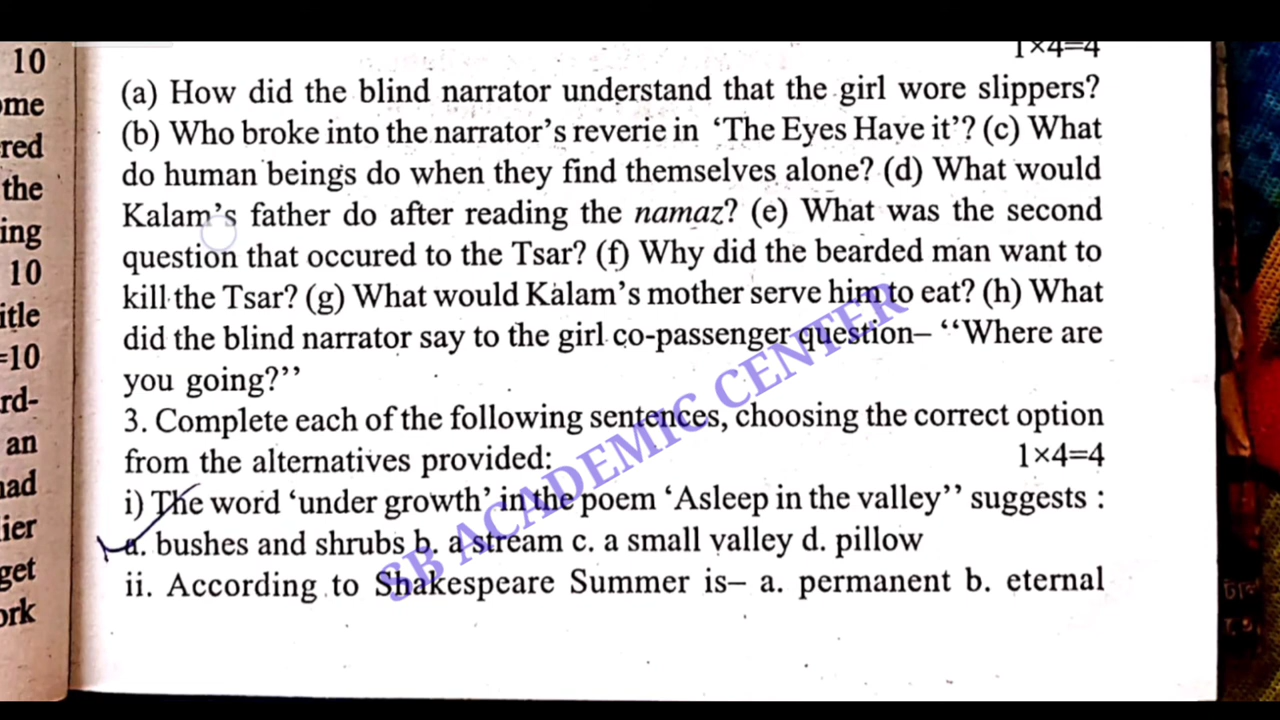 1×4=4
(a) How did the blind narrator understand that the girl wore slippers?
(b) Who broke into the narrator's reverie in 'The Eyes Have it'? (c) What
do human beings do when they find themselves alone? (d) What would
Kalam's father do after reading the namaz? (e) What was the second
question that occured to the Tsar? (f) Why did the bearded man want to
kill the Tsar? (g) What would Kalam's mother serve him to eat? (h) What
did the blind narrator say to the girl co-passenger question– ‘‘Where are
you going?’’
3. Complete each of the following sentences, choosing the correct option
from the alternatives provided: 1×4=4
i) The word ‘under growth’ in the poem ‘Asleep in the valley’’ suggests :
a. bushes and shrubs b. a stream c. a small valley d. pillow
ii. According to Shakespeare Summer is– a. permanent b. eternal
SB ACADEMIC CENTER
10
ome
red
the
ing
10
itle
=10
rd-
an
had
lier
get
ork